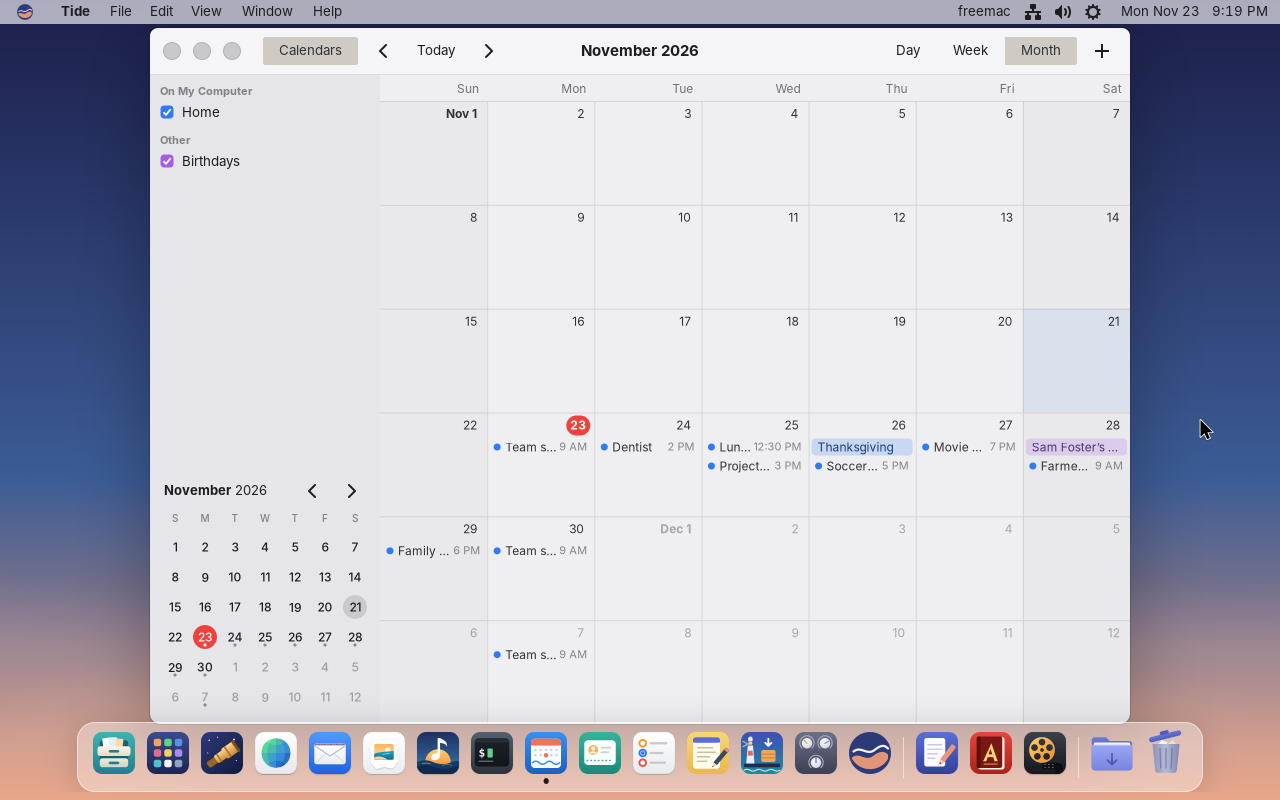 Tide File Edit View Window Help freemac Mon Nov 23 9:19 PM
Calendars Today November 2026 Day Week Month
On My Computer
Home
Other
Birthdays
Sun Mon Tue Wed Thu Fri Sat
Nov 1 2 3 4 5 6 7
8 9 10 11 12 13 14
15 16 17 18 19 20 21
22 23 24 25 26 27 28
Team s... 9 AM Dentist 2 PM Lun... 12:30 PM Thanksgiving Movie ... 7 PM Sam Foster's ...
Project... 3 PM Soccer... 5 PM Farme... 9 AM
29 30 Dec 1 2 3 4 5
Family ... 6 PM Team s... 9 AM
6 7 8 9 10 11 12
Team s... 9 AM
November 2026
S M T W T F S
1 2 3 4 5 6 7
8 9 10 11 12 13 14
15 16 17 18 19 20 21
22 23 24 25 26 27 28
29 30 1 2 3 4 5
6 7 8 9 10 11 12
$
A